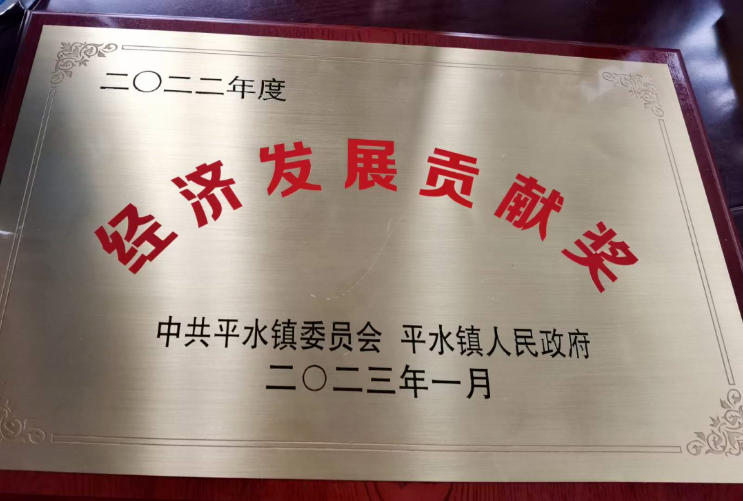 二〇二二年度
经济发展贡献奖
中共平水镇委员会 平水镇人民政府
二〇二三年一月